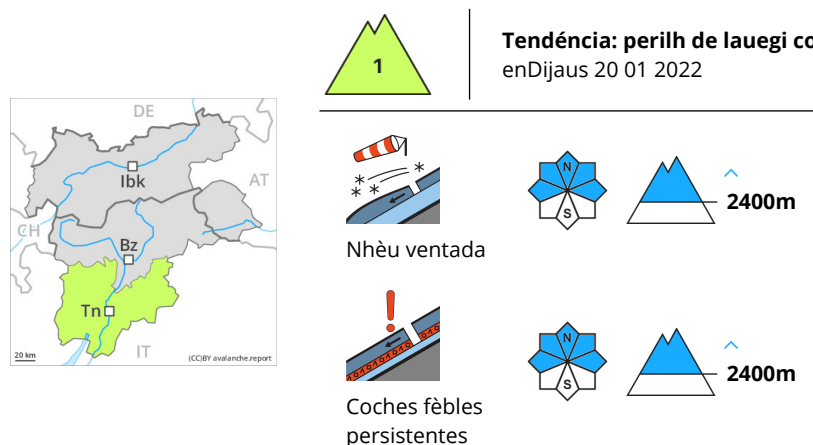 1
Tendéncia: perilh de lauegi co
enDijaus 20 01 2022
DE
AT
CH
IT
Ibk
Bz
Tn
20 km
(CC)BY avalanche.report
N
S
2400m
Nhèu ventada
N
S
2400m
Coches fèbles
persistentes